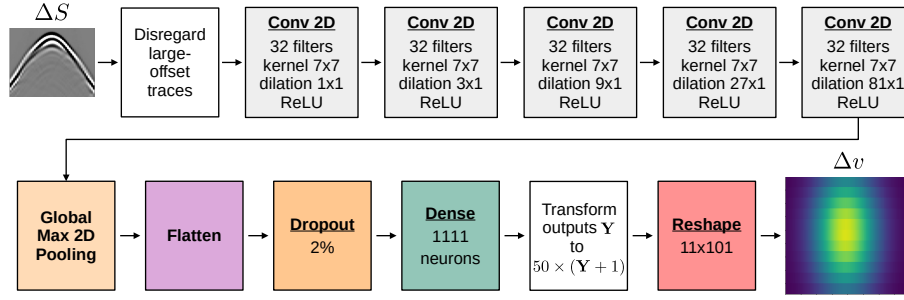 ΔS
Disregard
large-
offset
traces
Conv 2D
32 filters
kernel 7x7
dilation 1x1
ReLU
Conv 2D
32 filters
kernel 7x7
dilation 3x1
ReLU
Conv 2D
32 filters
kernel 7x7
dilation 9x1
ReLU
Conv 2D
32 filters
kernel 7x7
dilation 27x1
ReLU
Conv 2D
32 filters
kernel 7x7
dilation 81x1
ReLU
Global
Max 2D
Pooling
Flatten
Dropout
2%
Dense
1111
neurons
Transform
outputs Y
to
50 × (Y + 1)
Reshape
11x101
Δv